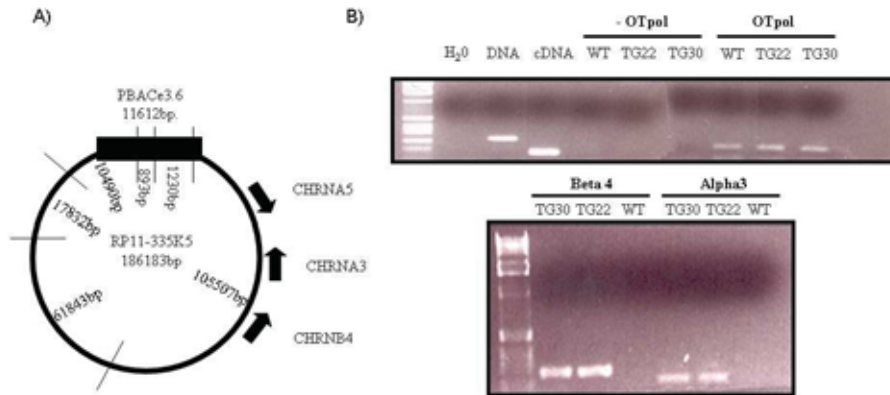 A)
PBACe3.6
11612bp.
10490bp
893bp
1230bp
17832bp
RP11-335K5
186183bp
105507bp
61843bp
CHRNA5
CHRNA3
CHRNB4
B)
- OTpol OTpol
H₂0 DNA cDNA WT TG22 TG30 WT TG22 TG30
Beta 4 Alpha3
TG30 TG22 WT TG30 TG22 WT